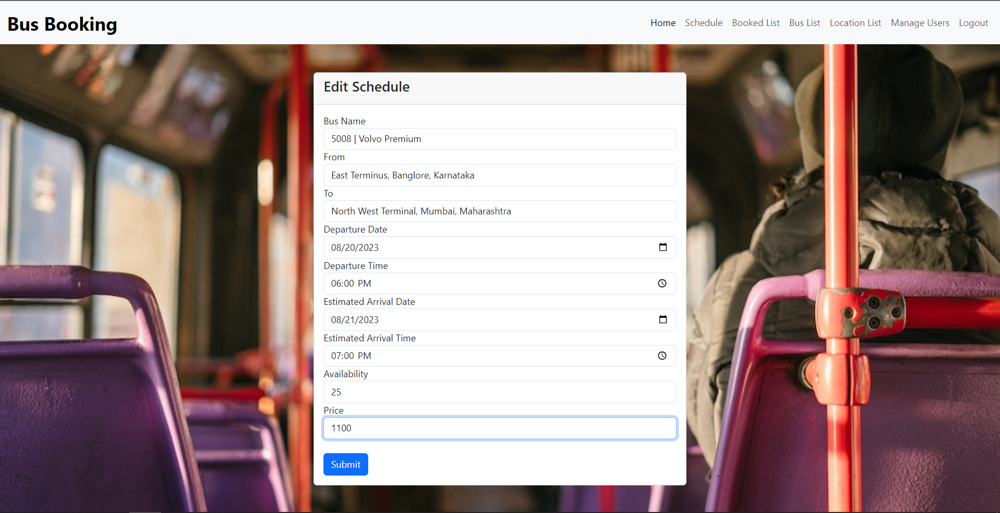 Bus Booking
Home Schedule Booked List Bus List Location List Manage Users Logout
Edit Schedule
Bus Name
5008 | Volvo Premium
From
East Terminus, Banglore, Karnataka
To
North West Terminal, Mumbai, Maharashtra
Departure Date
08/20/2023
Departure Time
06:00 PM
Estimated Arrival Date
08/21/2023
Estimated Arrival Time
07:00 PM
Availability
25
Price
1100
Submit